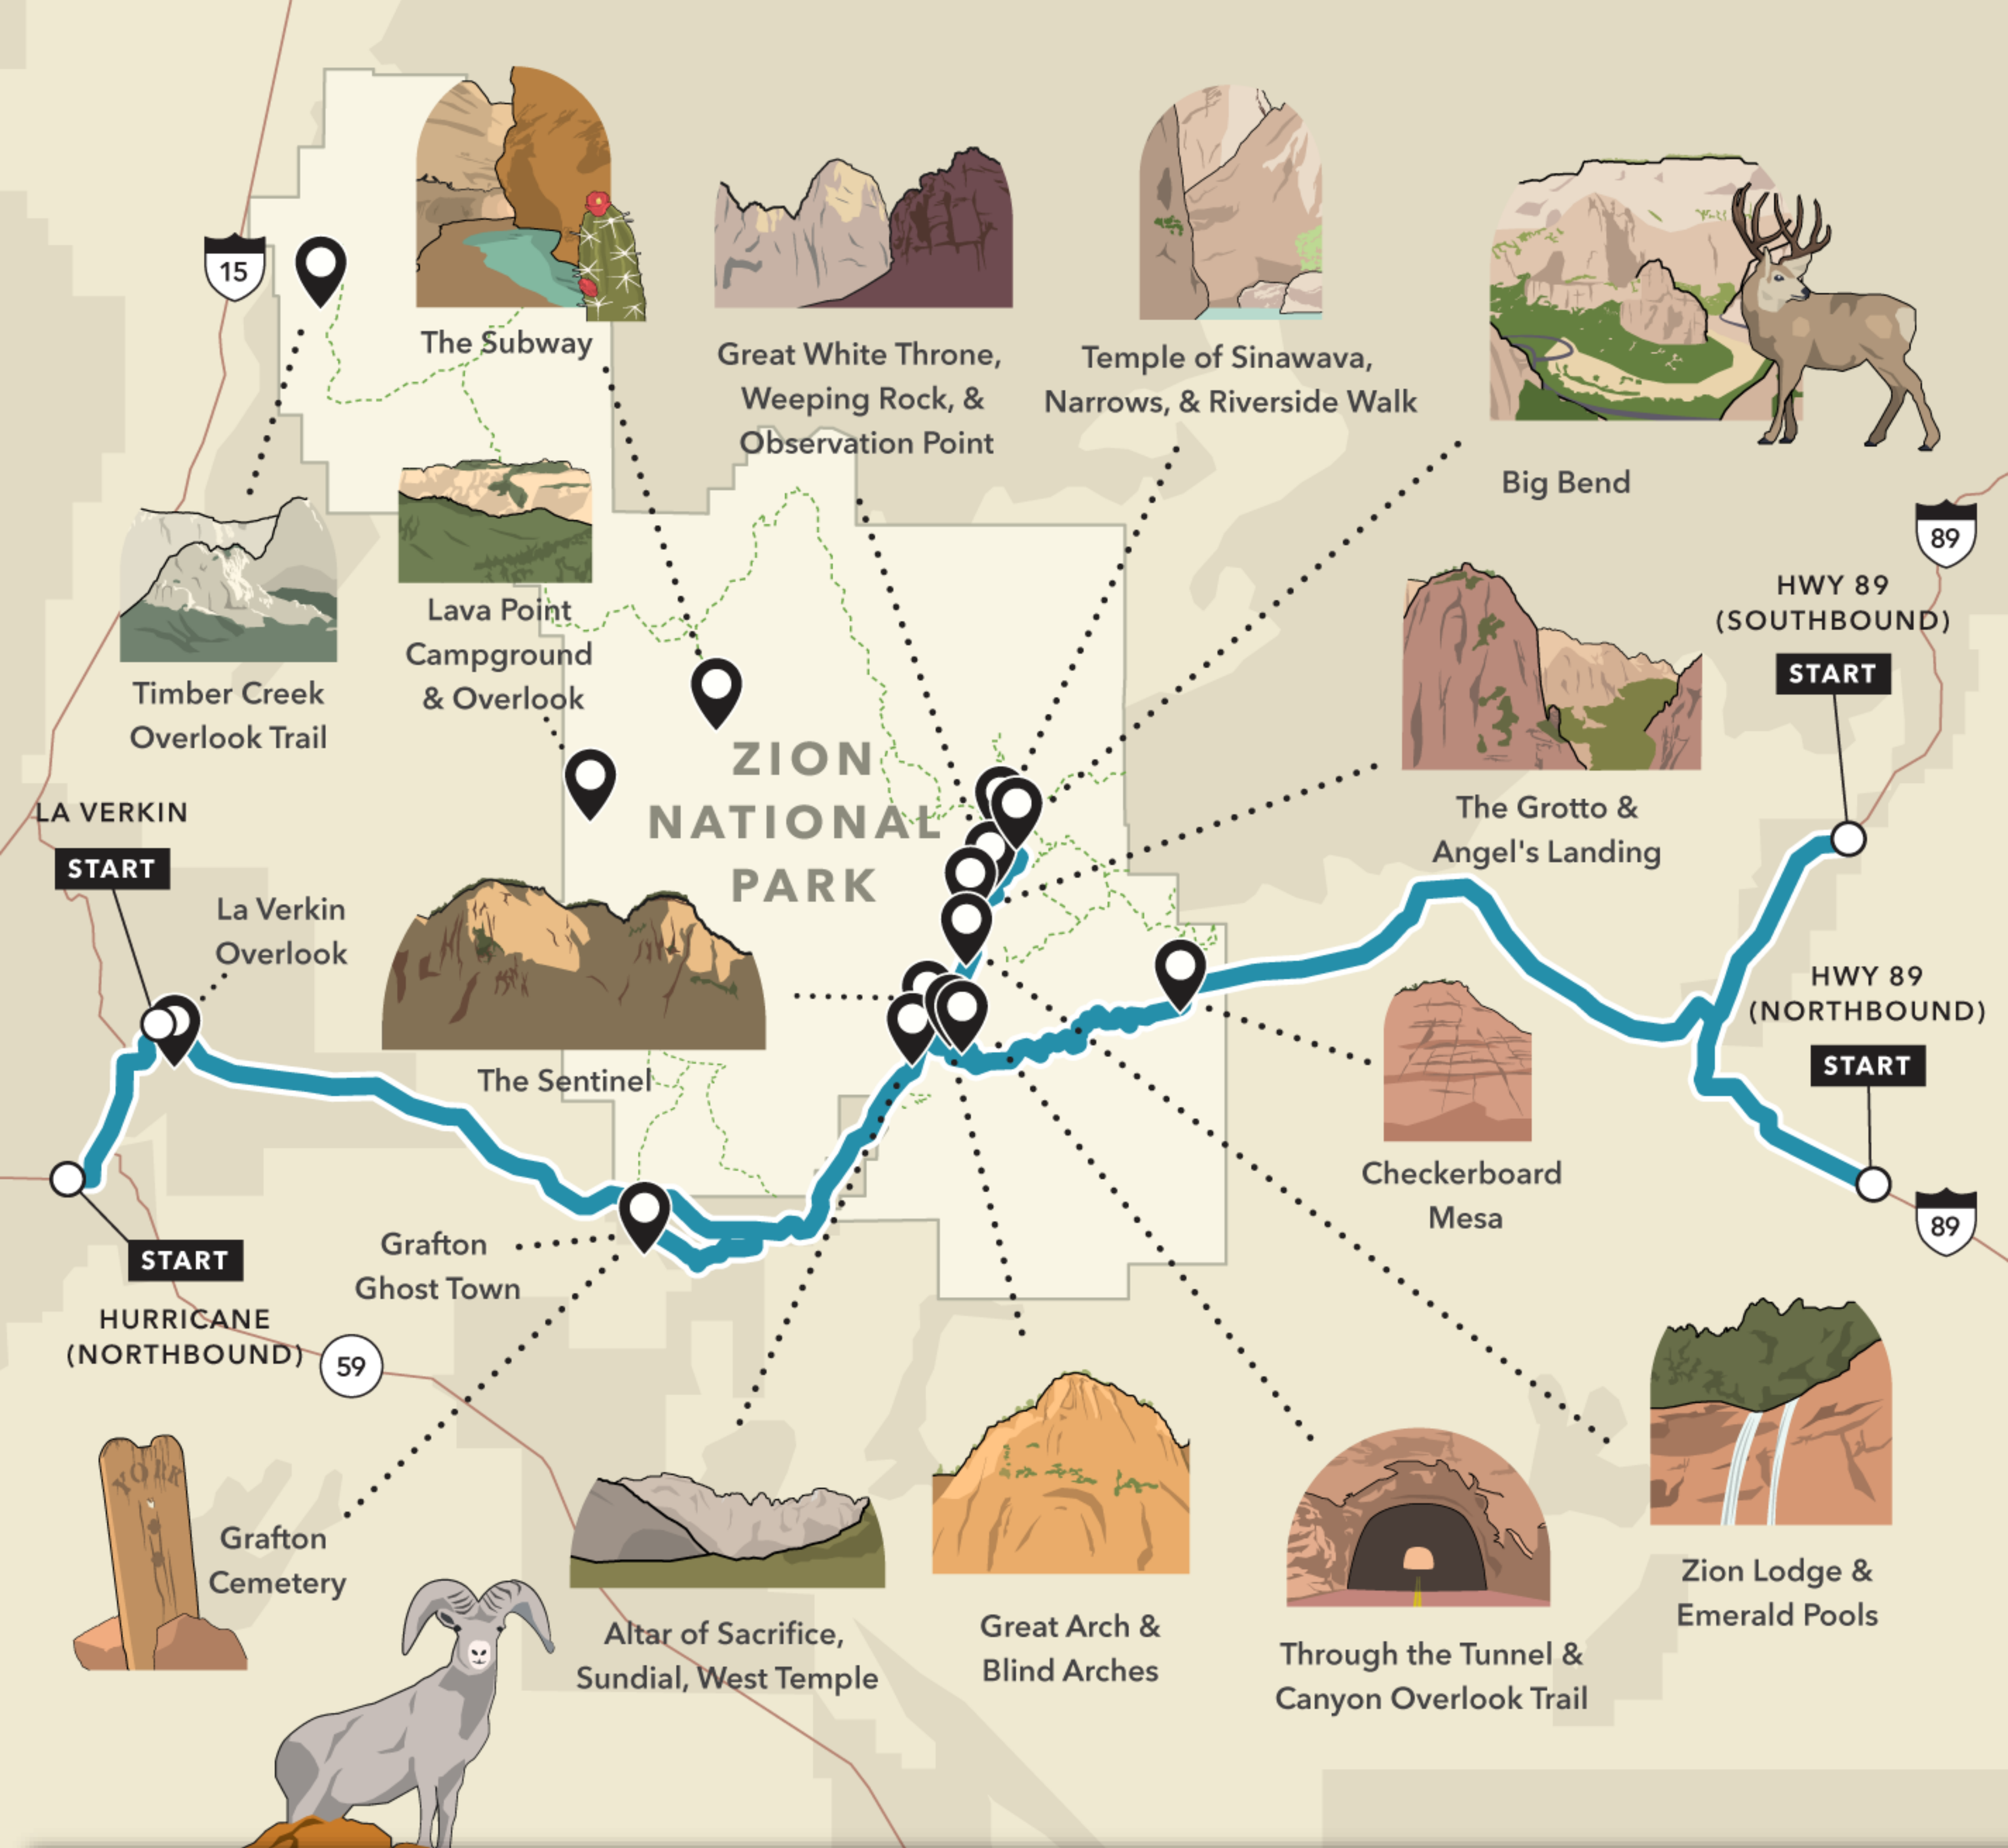 15
The Subway
Great White Throne,
Weeping Rock, &
Observation Point
Temple of Sinawava,
Narrows, & Riverside Walk
Big Bend
89
HWY 89
(SOUTHBOUND)
START
Lava Point
Campground
& Overlook
Timber Creek
Overlook Trail
ZION
NATIONAL
PARK
The Grotto &
Angel's Landing
LA VERKIN
START
La Verkin
Overlook
The Sentinel
HWY 89
(NORTHBOUND)
START
89
Checkerboard
Mesa
START
HURRICANE
(NORTHBOUND)
59
Grafton
Ghost Town
YORK
Grafton
Cemetery
Altar of Sacrifice,
Sundial, West Temple
Great Arch &
Blind Arches
Through the Tunnel &
Canyon Overlook Trail
Zion Lodge &
Emerald Pools